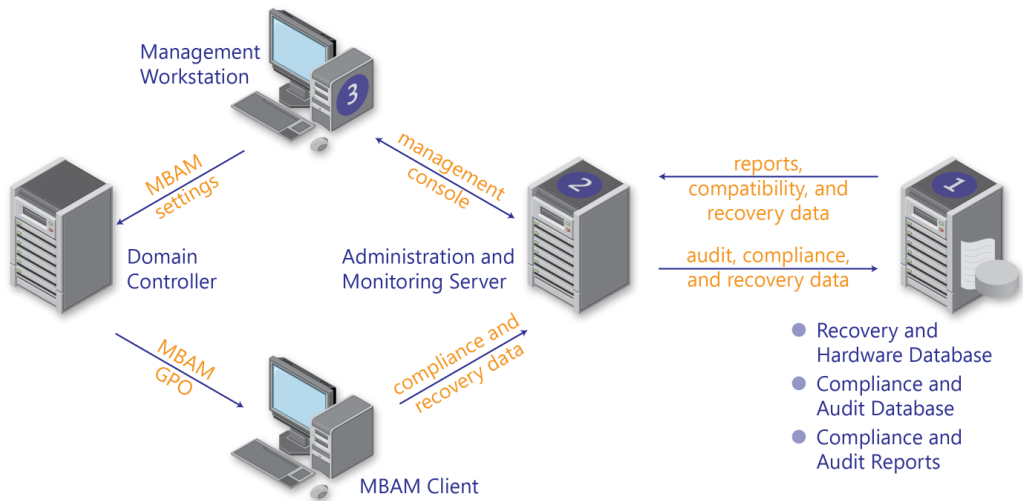 Management
Workstation
3
MBAM
settings
management
console
reports,
compatibility, and
recovery data
2
1
Domain
Controller
Administration and
Monitoring Server
audit, compliance,
and recovery data
MBAM
GPO
compliance and
recovery data
Recovery and
Hardware Database
Compliance and
Audit Database
Compliance and
Audit Reports
MBAM Client